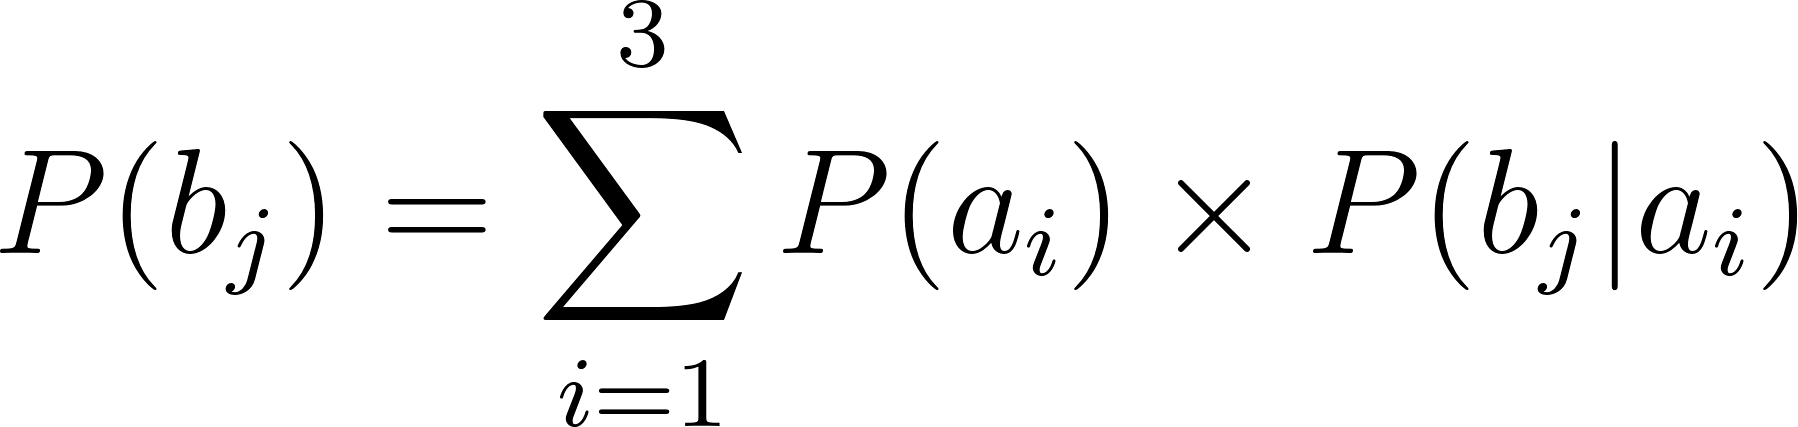 P(b_j) = \sum_{i=1}^{3} P(a_i) \times P(b_j|a_i)